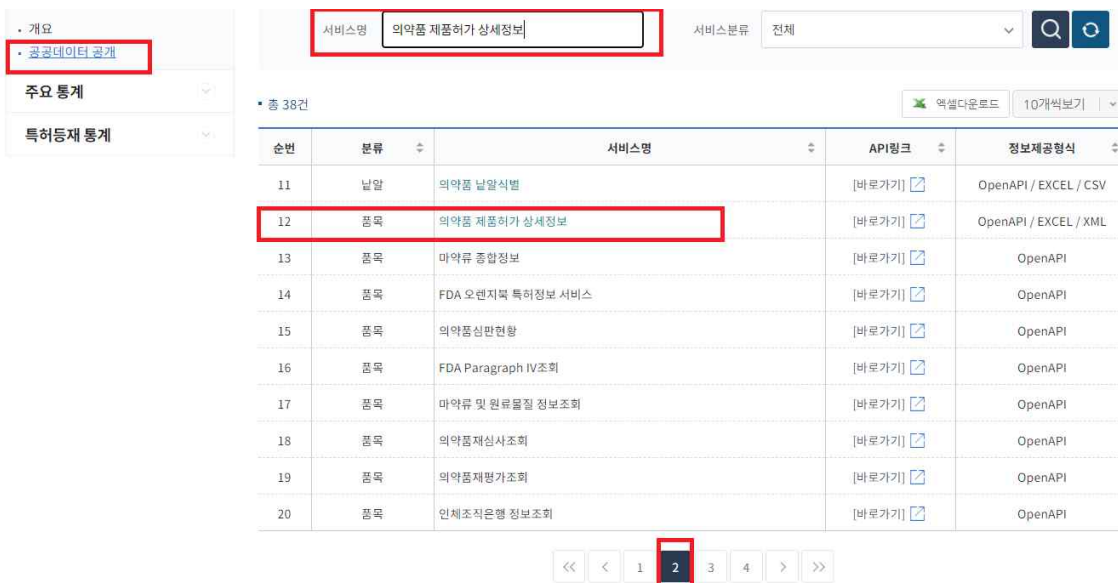 개요
공공데이터 공개
주요 통계
특허등재 통계
서비스명 의약품 제품허가 상세정보 서비스분류 전체
총 38건 엑셀다운로드 10개씩보기
순번 분류 서비스명 API링크 정보제공형식
11 낱알 의약품 낱알식별 [바로가기] OpenAPI / EXCEL / CSV
12 품목 의약품 제품허가 상세정보 [바로가기] OpenAPI / EXCEL / XML
13 품목 마약류 종합정보 [바로가기] OpenAPI
14 품목 FDA 오렌지북 특허정보 서비스 [바로가기] OpenAPI
15 품목 의약품심판현황 [바로가기] OpenAPI
16 품목 FDA Paragraph IV조회 [바로가기] OpenAPI
17 품목 마약류 및 원료물질 정보조회 [바로가기] OpenAPI
18 품목 의약품재심사조회 [바로가기] OpenAPI
19 품목 의약품재평가조회 [바로가기] OpenAPI
20 품목 인체조직은행 정보조회 [바로가기] OpenAPI
<< < 1 2 3 4 > >>